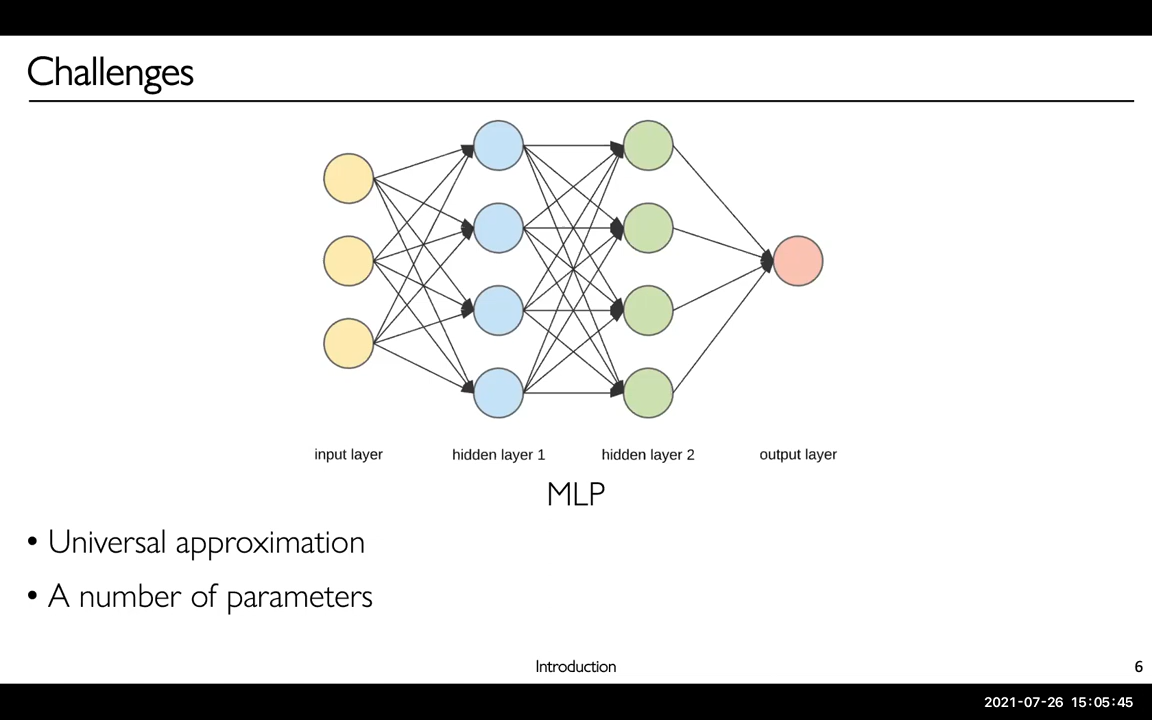 Challenges
input layer
hidden layer 1
hidden layer 2
output layer
MLP
• Universal approximation
• A number of parameters
Introduction
6
2021-07-26 15:05:45